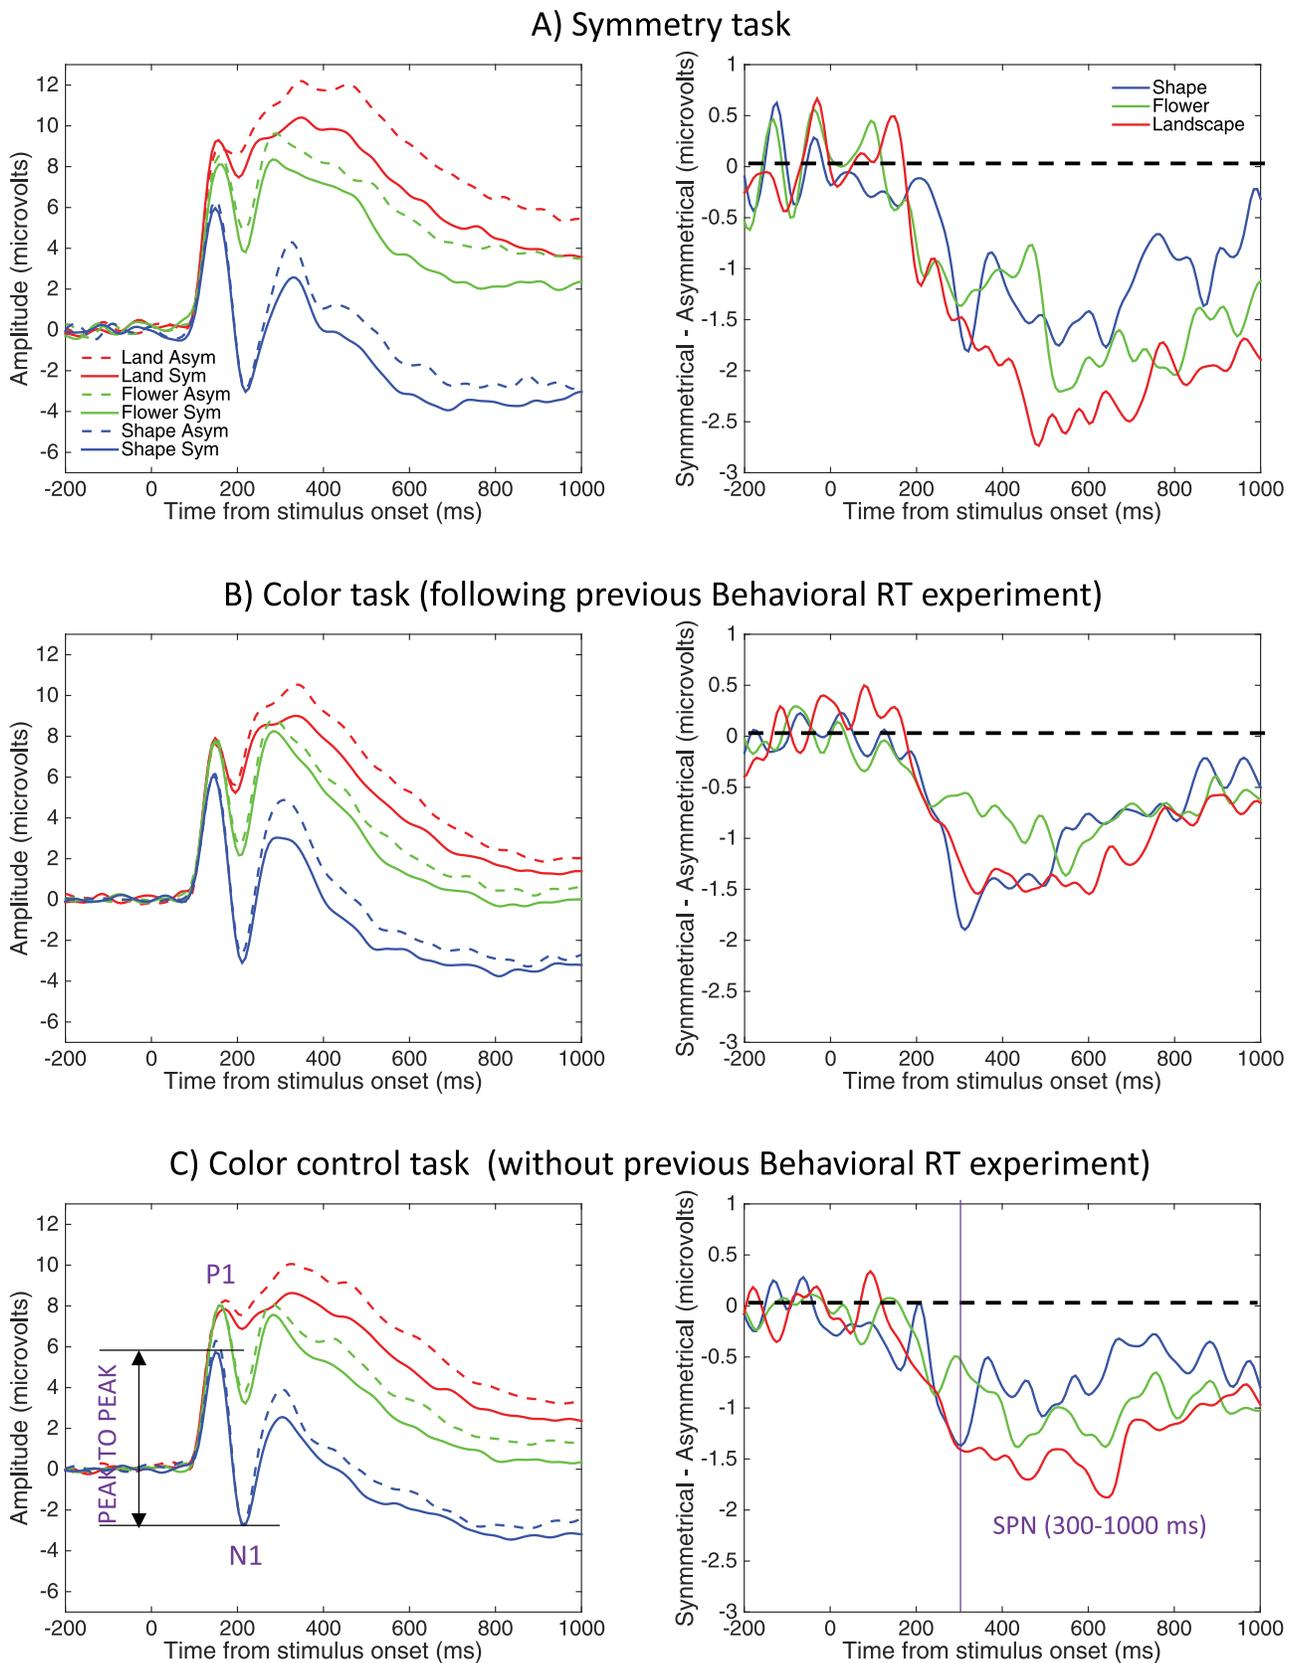 A) Symmetry task
Amplitude (microvolts)
12
10
8
6
4
2
0
-2
-4
-6
Land Asym
Land Sym
Flower Asym
Flower Sym
Shape Asym
Shape Sym
-200 0 200 400 600 800 1000
Time from stimulus onset (ms)
Synmmetrical - Asymmetrical (microvolts)
1
0.5
0
-0.5
-1
-1.5
-2
-2.5
-3
Shape
Flower
Landscape
-200 0 200 400 600 800 1000
Time from stimulus onset (ms)
B) Color task (following previous Behavioral RT experiment)
Amplitude (microvolts)
12
10
8
6
4
2
0
-2
-4
-6
-200 0 200 400 600 800 1000
Time from stimulus onset (ms)
Synmmetrical - Asymmetrical (microvolts)
1
0.5
0
-0.5
-1
-1.5
-2
-2.5
-3
-200 0 200 400 600 800 1000
Time from stimulus onset (ms)
C) Color control task (without previous Behavioral RT experiment)
Amplitude (microvolts)
12
10
8
6
4
2
0
-2
-4
-6
P1
PEAK TO PEAK
N1
-200 0 200 400 600 800 1000
Time from stimulus onset (ms)
Synmmetrical - Asymmetrical (microvolts)
1
0.5
0
-0.5
-1
-1.5
-2
-2.5
-3
SPN (300-1000 ms)
-200 0 200 400 600 800 1000
Time from stimulus onset (ms)